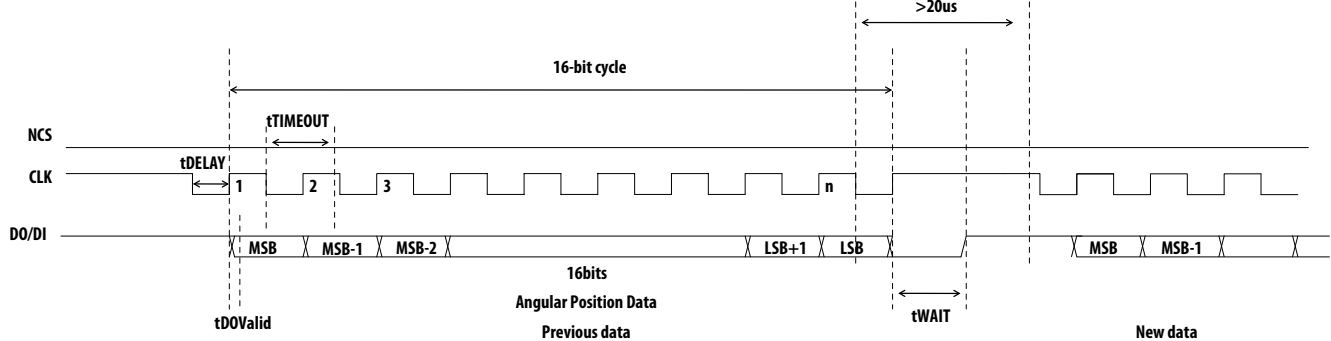 >20us
16-bit cycle
tTIMEOUT
NCS
tDELAY
CLK
1 2 3 n
DO/DI
MSB MSB-1 MSB-2 LSB+1 LSB MSB MSB-1
16bits
Angular Position Data
tDOValid
tWAIT
Previous data
New data